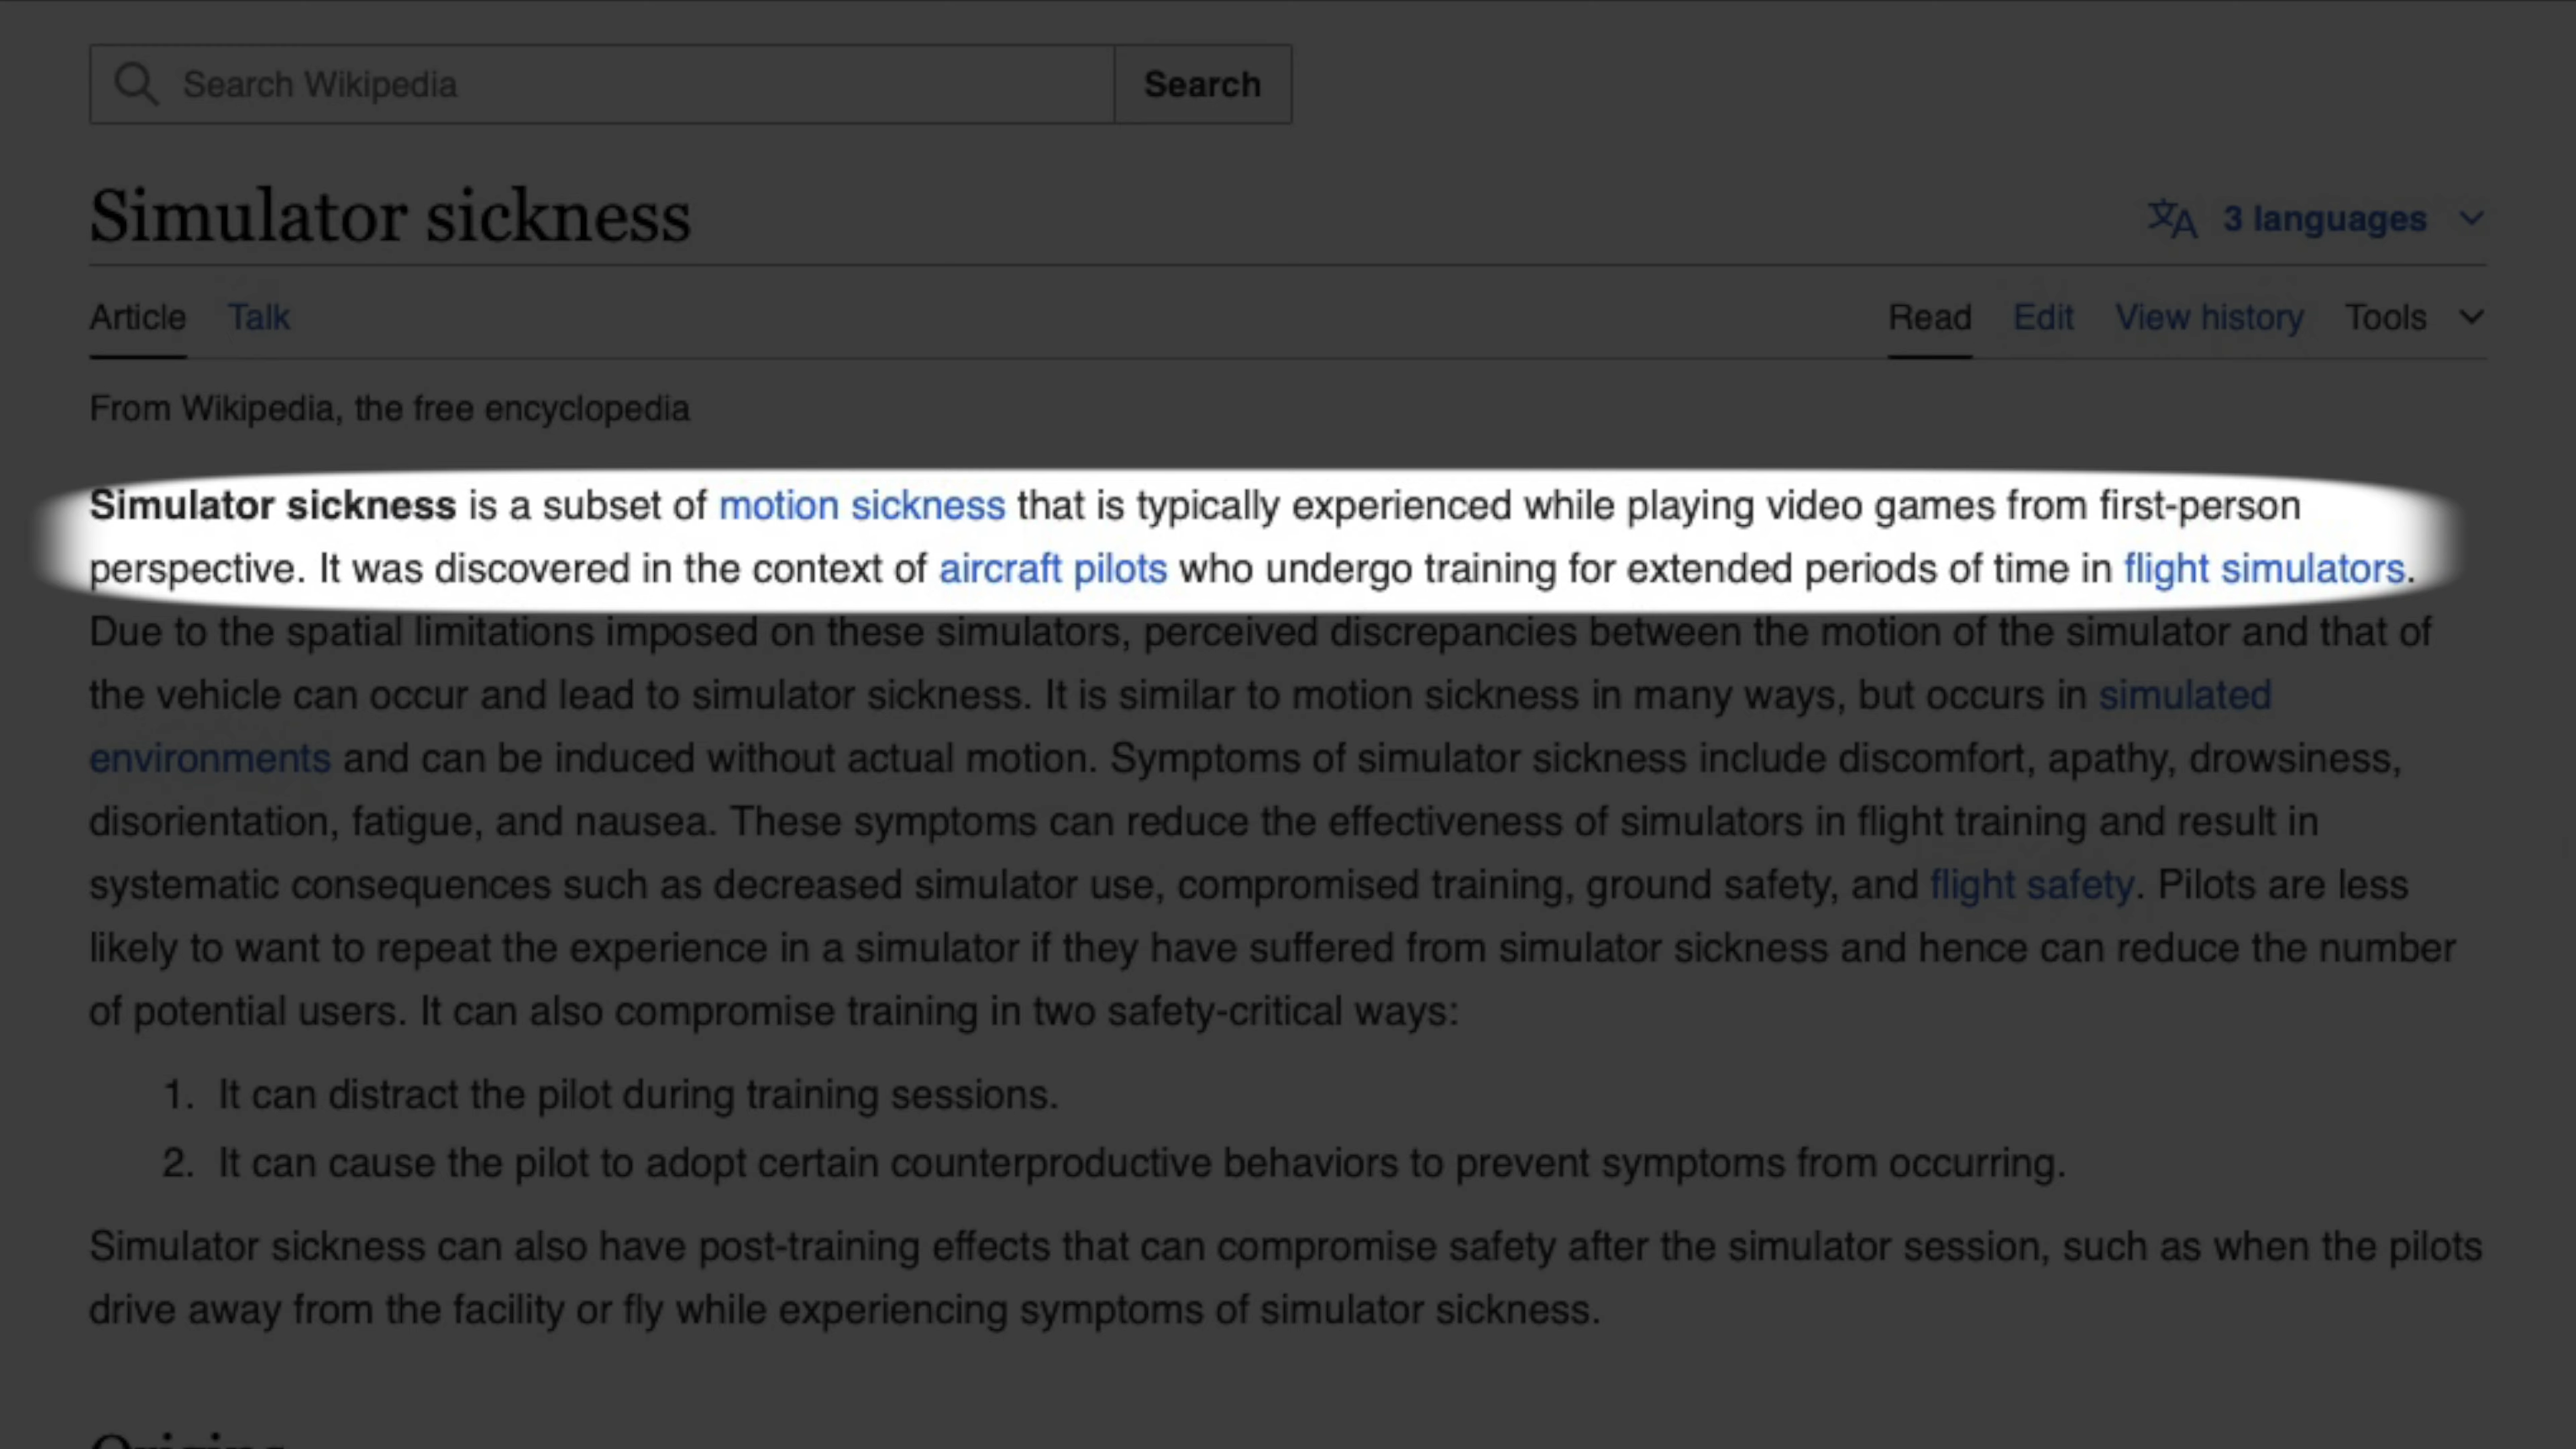 Search Wikipedia
Search
Simulator sickness
3 languages
Article Talk
Read Edit View history Tools
From Wikipedia, the free encyclopedia
Simulator sickness is a subset of motion sickness that is typically experienced while playing video games from first-person
perspective. It was discovered in the context of aircraft pilots who undergo training for extended periods of time in flight simulators.
Due to the spatial limitations imposed on these simulators, perceived discrepancies between the motion of the simulator and that of
the vehicle can occur and lead to simulator sickness. It is similar to motion sickness in many ways, but occurs in simulated
environments and can be induced without actual motion. Symptoms of simulator sickness include discomfort, apathy, drowsiness,
disorientation, fatigue, and nausea. These symptoms can reduce the effectiveness of simulators in flight training and result in
systematic consequences such as decreased simulator use, compromised training, ground safety, and flight safety. Pilots are less
likely to want to repeat the experience in a simulator if they have suffered from simulator sickness and hence can reduce the number
of potential users. It can also compromise training in two safety-critical ways:
1. It can distract the pilot during training sessions.
2. It can cause the pilot to adopt certain counterproductive behaviors to prevent symptoms from occurring.
Simulator sickness can also have post-training effects that can compromise safety after the simulator session, such as when the pilots
drive away from the facility or fly while experiencing symptoms of simulator sickness.